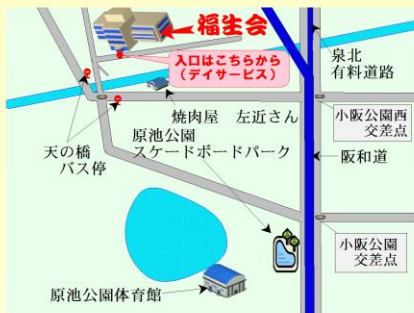 福生会
入口はこちらから
(デイサービス)
泉北
有料道路
焼肉屋 左近さん
小阪公園西
交差点
天の橋
バス停
原池公園
スケードボードパーク
阪和道
小阪公園
交差点
原池公園体育館